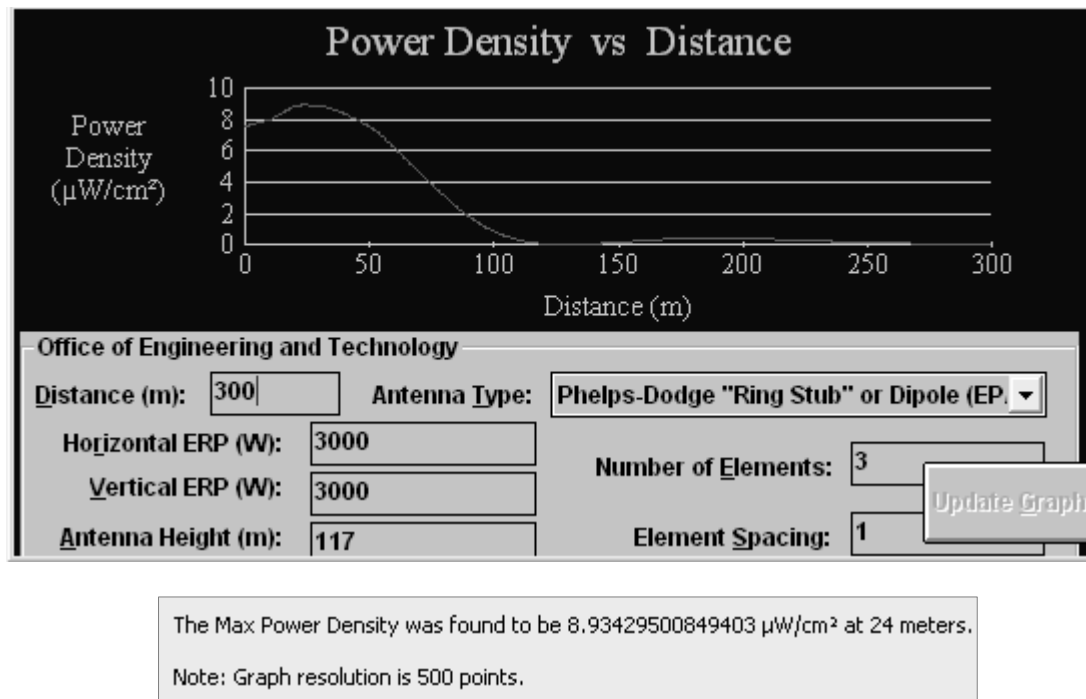 Power Density vs Distance
Power
Density
(µW/cm²)
10
8
6
4
2
0
0 50 100 150 200 250 300
Distance (m)
Office of Engineering and Technology
Distance (m): 300 Antenna Type: Phelps-Dodge "Ring Stub" or Dipole (EP.
Horizontal ERP (W): 3000
Number of Elements: 3
Vertical ERP (W): 3000
Update Graph
Antenna Height (m): 117 Element Spacing: 1
The Max Power Density was found to be 8.93429500849403 µW/cm² at 24 meters.
Note: Graph resolution is 500 points.